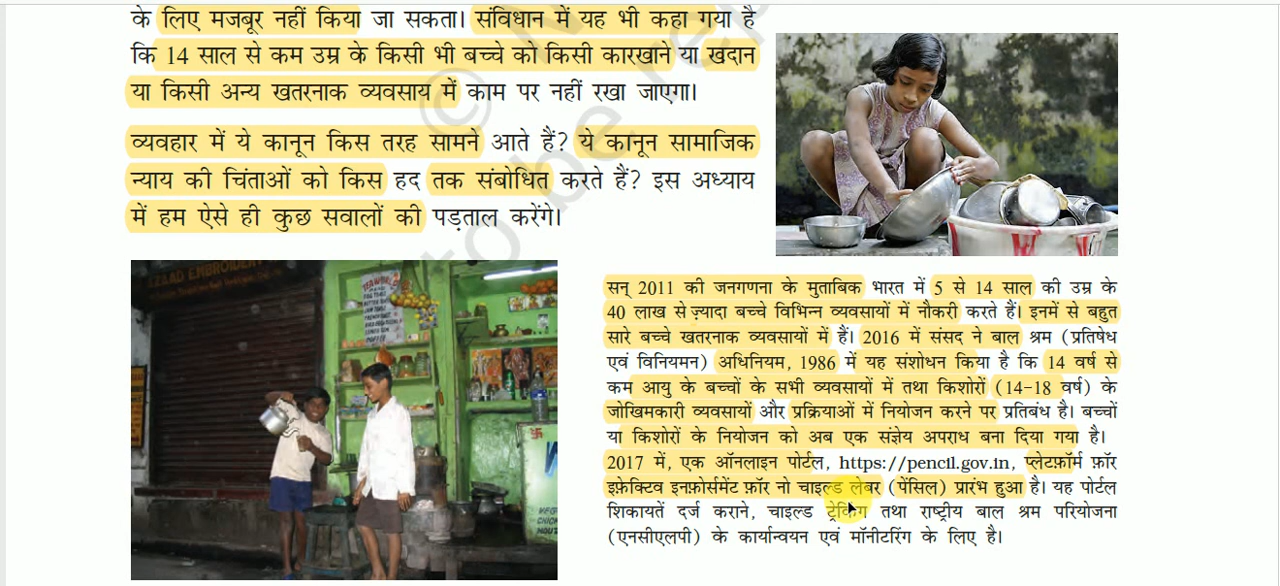 के लिए मजबूर नहीं किया जा सकता। संविधान में यह भी कहा गया है
कि 14 साल से कम उम्र के किसी भी बच्चे को किसी कारखाने या खदान
या किसी अन्य खतरनाक व्यवसाय में काम पर नहीं रखा जाएगा।
व्यवहार में ये कानून किस तरह सामने आते हैं? ये कानून सामाजिक
न्याय की चिंताओं को किस हद तक संबोधित करते हैं? इस अध्याय
में हम ऐसे ही कुछ सवालों की पड़ताल करेंगे।
सन् 2011 की जनगणना के मुताबिक भारत में 5 से 14 साल की उम्र के
40 लाख से ज़्यादा बच्चे विभिन्न व्यवसायों में नौकरी करते हैं। इनमें से बहुत
सारे बच्चे खतरनाक व्यवसायों में हैं। 2016 में संसद ने बाल श्रम (प्रतिषेध
एवं विनियमन) अधिनियम, 1986 में यह संशोधन किया है कि 14 वर्ष से
कम आयु के बच्चों के सभी व्यवसायों में तथा किशोरों (14-18 वर्ष) के
जोखिमकारी व्यवसायों और प्रक्रियाओं में नियोजन करने पर प्रतिबंध है। बच्चों
या किशोरों के नियोजन को अब एक संज्ञेय अपराध बना दिया गया है।
2017 में, एक ऑनलाइन पोर्टल, https://pencil.gov.in, प्लेटफ़ॉर्म फ़ॉर
इफ़ेक्टिव इनफ़ोर्समेंट फ़ॉर नो चाइल्ड लेबर (पेंसिल) प्रारंभ हुआ है। यह पोर्टल
शिकायतें दर्ज कराने, चाइल्ड ट्रेकिंग तथा राष्ट्रीय बाल श्रम परियोजना
(एनसीएलपी) के कार्यान्वयन एवं मॉनीटरिंग के लिए है।